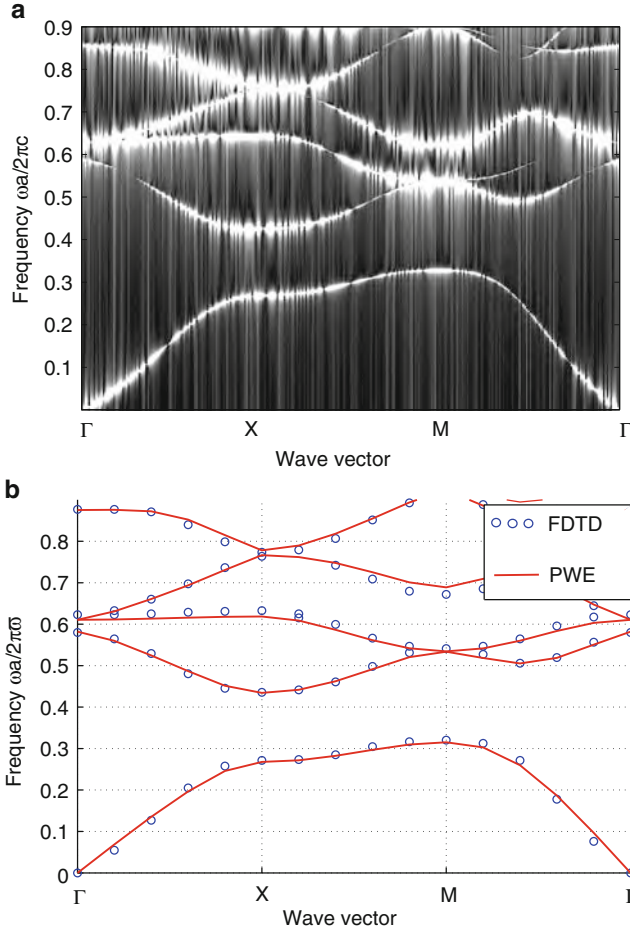 a
0.9
0.8
0.7
0.6
0.5
0.4
0.3
0.2
0.1
Frequency ωa/2πc
Γ X M Γ
Wave vector
b
0.8
0.7
0.6
0.5
0.4
0.3
0.2
0.1
0
Frequency ωa/2πϖ
FDTD
PWE
Γ X M Γ
Wave vector